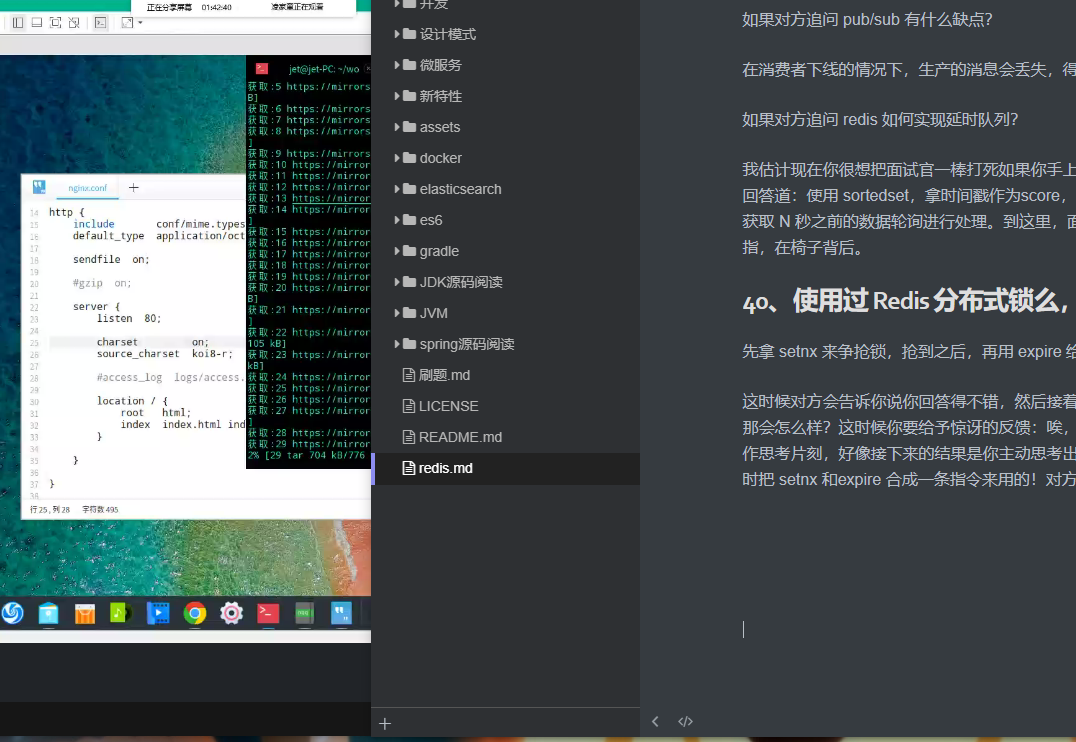 正在分享屏幕 01:42:40 凌家里正在观看
nginx.conf
14 http {
15 include conf/mime.types
16 default_type application/oct
17
18 sendfile on;
19
20 #gzip on;
21
22 server {
23 listen 80;
24
25 charset on;
26 source_charset koi8-r;
27
28 #access_log logs/access.
29
30 location / {
31 root html;
32 index index.html ind
33 }
34
35 }
36
37 }
38
行 25 , 列 28 字符数 495
jet@jet-PC: ~/wo
获取:5 https://mirrors
B]
获取:6 https://mirrors
获取:7 https://mirrors
获取:8 https://mirrors
]
获取:9 https://mirrors
获取:10 https://mirror
获取:11 https://mirror
获取:12 https://mirror
获取:13 https://mirror
获取:14 https://mirror
]
获取:15 https://mirror
获取:16 https://mirror
获取:17 https://mirror
获取:18 https://mirror
获取:19 https://mirror
获取:20 https://mirror
B]
获取:21 https://mirror
]
获取:22 https://mirror
105 kB]
获取:23 https://mirror
kB]
获取:24 https://mirror
获取:25 https://mirror
获取:26 https://mirror
获取:27 https://mirror
]
获取:28 https://mirror
获取:29 https://mirror
2% [29 tar 704 kB/776
开发
设计模式
微服务
新特性
assets
docker
elasticsearch
es6
gradle
JDK源码阅读
JVM
spring源码阅读
刷题.md
LICENSE
README.md
redis.md
如果对方追问 pub/sub 有什么缺点?
在消费者下线的情况下，生产的消息会丢失，得
如果对方追问 redis 如何实现延时队列?
我估计现在你很想把面试官一棒打死如果你手上
回答道：使用 sortedset，拿时间戳作为score，
获取 N 秒之前的数据轮询进行处理。到这里，面
指，在椅子背后。
40、使用过 Redis 分布式锁么，
先拿 setnx 来争抢锁，抢到之后，再用 expire 给
这时候对方会告诉你说你回答得不错，然后接着
那会怎么样？这时候你要给予惊讶的反馈：唉，
作思考片刻，好像接下来的结果是你主动思考出
时把 setnx 和expire 合成一条指令来用的！对方